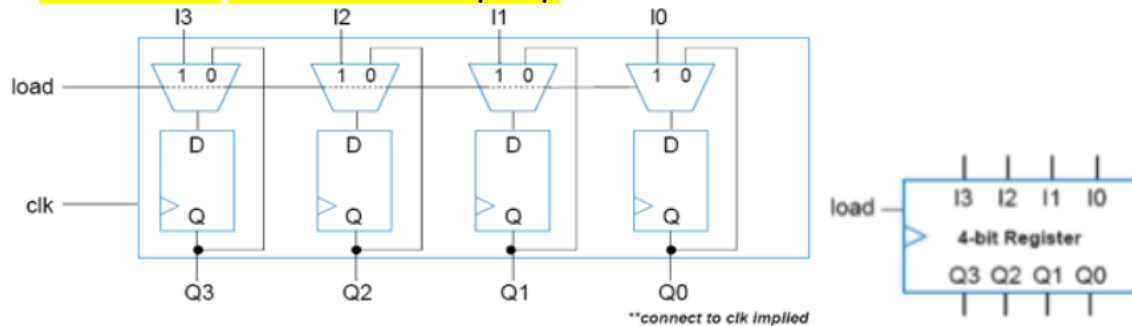 I3 I2 I1 I0
1 0 1 0 1 0 1 0
load
D D D D
clk
Q Q Q Q
Q3 Q2 Q1 Q0
**connect to clk implied
load
I3 I2 I1 I0
4-bit Register
Q3 Q2 Q1 Q0